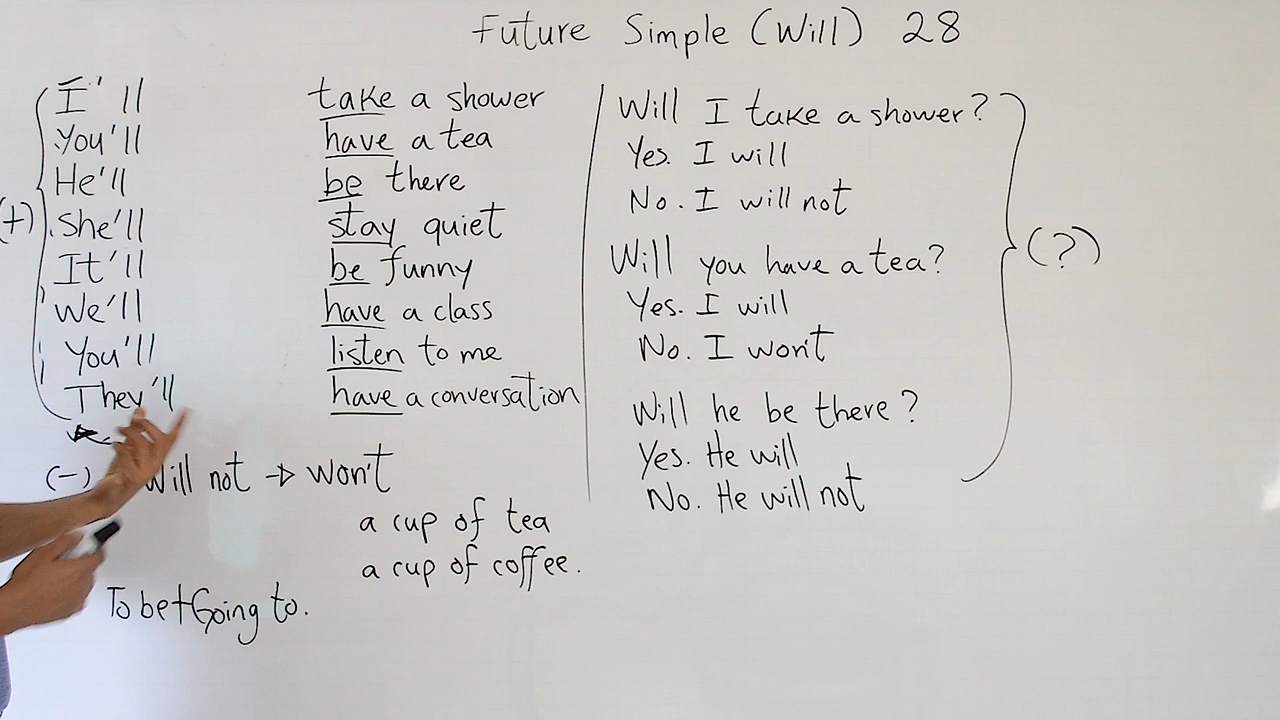 Future Simple (Will) 28
(+)
I'll take a shower
You'll have a tea
He'll be there
She'll stay quiet
It'll be funny
We'll have a class
You'll listen to me
They'll have a conversation
(-) Will not → won't
a cup of tea
a cup of coffee.
To be+Going to.
Will I take a shower?
Yes. I will
No. I will not
Will you have a tea?
Yes. I will
No. I won't
Will he be there?
Yes. He will
No. He will not
(?)